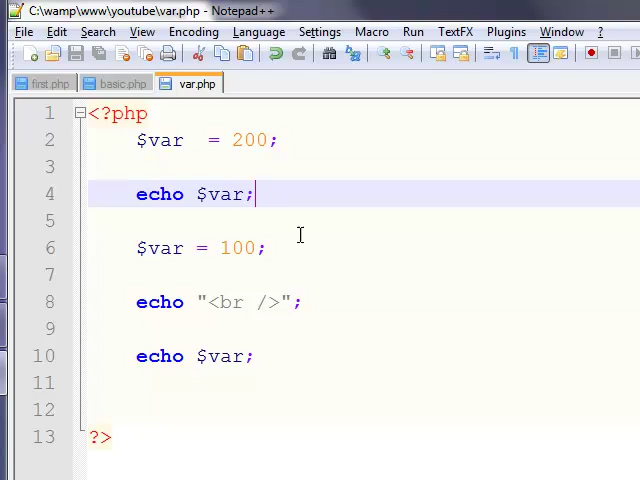 C:\wamp\www\youtube\var.php - Notepad++
File Edit Search View Encoding Language Settings Macro Run TextFX Plugins Window ?
first.php basic.php var.php
1 <?php
2 $var  = 200;
3
4 echo $var;
5
6 $var = 100;
7
8 echo "<br />";
9
10 echo $var;
11
12
13 ?>